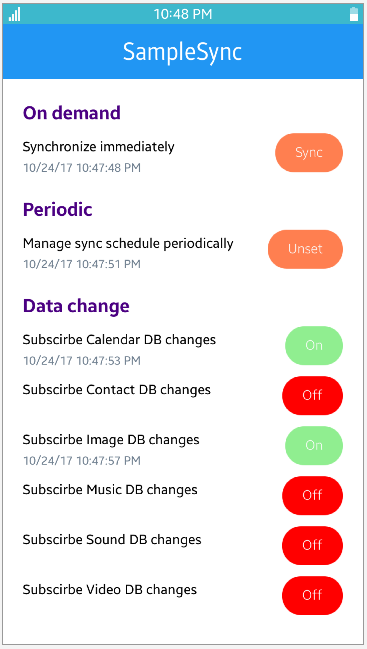 10:48 PM
SampleSync
On demand
Synchronize immediately
Sync
10/24/17 10:47:48 PM
Periodic
Manage sync schedule periodically
Unset
10/24/17 10:47:51 PM
Data change
Subscirbe Calendar DB changes
On
10/24/17 10:47:53 PM
Subscirbe Contact DB changes
Off
Subscirbe Image DB changes
On
10/24/17 10:47:57 PM
Subscirbe Music DB changes
Off
Subscirbe Sound DB changes
Off
Subscirbe Video DB changes
Off